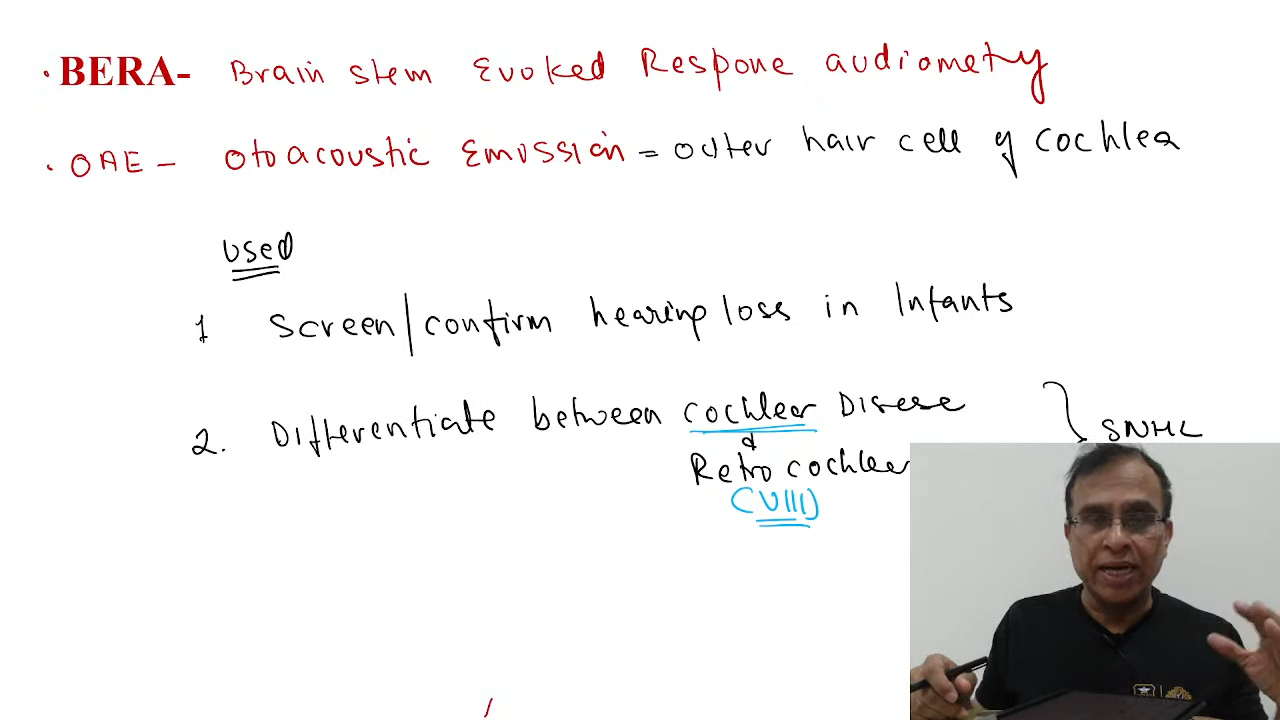 · BERA- Brain stem Evoked Respone audiometry
· OAE - Otoacoustic Emission = outer hair cell of cochlea
Used
1 Screen/confirm hearing loss in Infants
2. Differentiate between cochlear Disese
&
Retro cochlear
(VIII)
SNHL